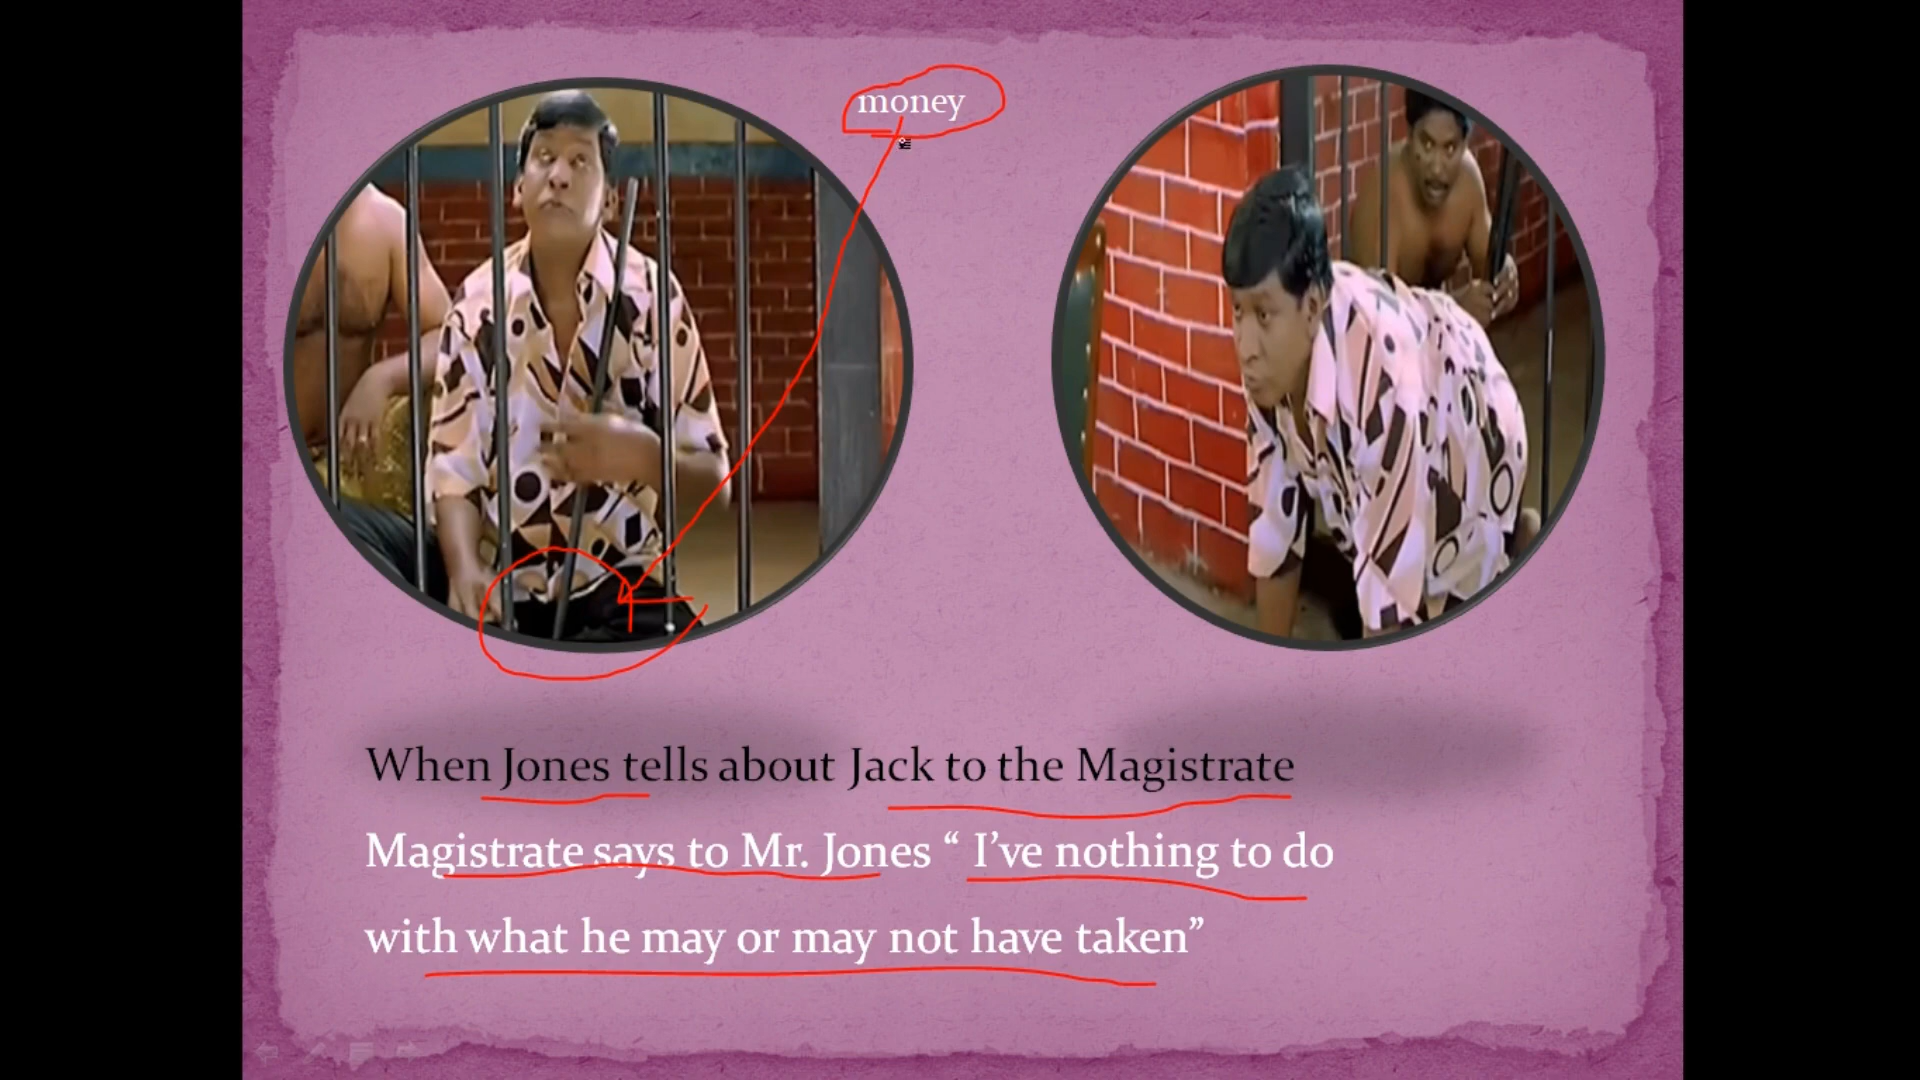 money
When Jones tells about Jack to the Magistrate
Magistrate says to Mr. Jones “ I’ve nothing to do
with what he may or may not have taken”